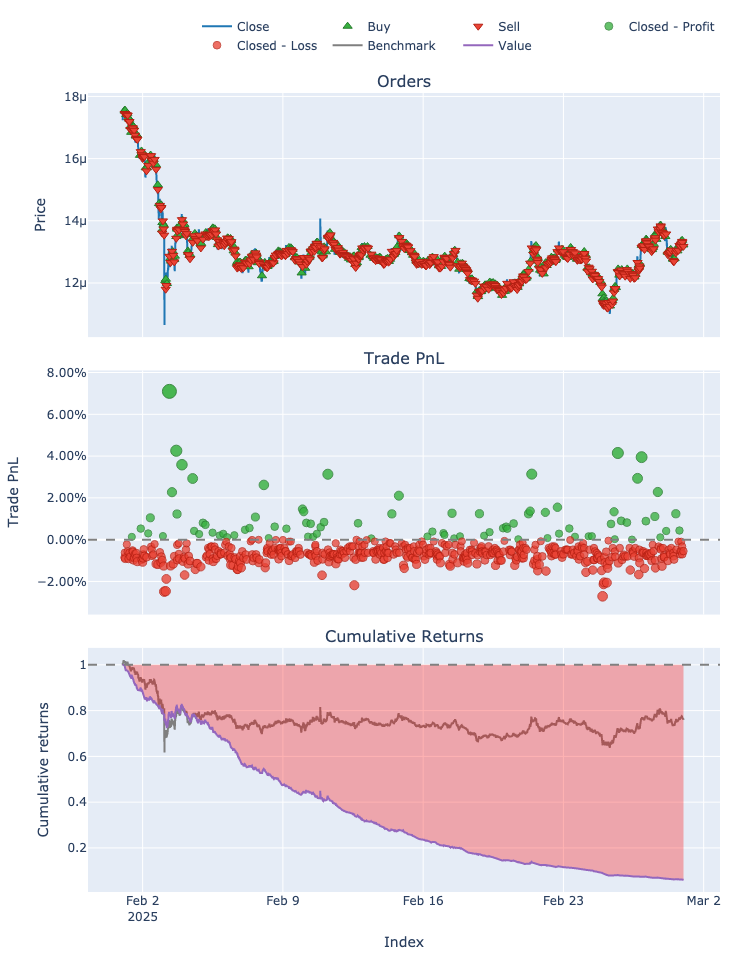 Close Buy Sell Closed - Profit
Closed - Loss Benchmark Value
Orders
18μ
16μ
14μ
12μ
Price
Trade PnL
8.00%
6.00%
4.00%
2.00%
0.00%
−2.00%
Trade PnL
Cumulative Returns
1
0.8
0.6
0.4
0.2
Cumulative returns
Feb 2 Feb 9 Feb 16 Feb 23 Mar 2
2025
Index